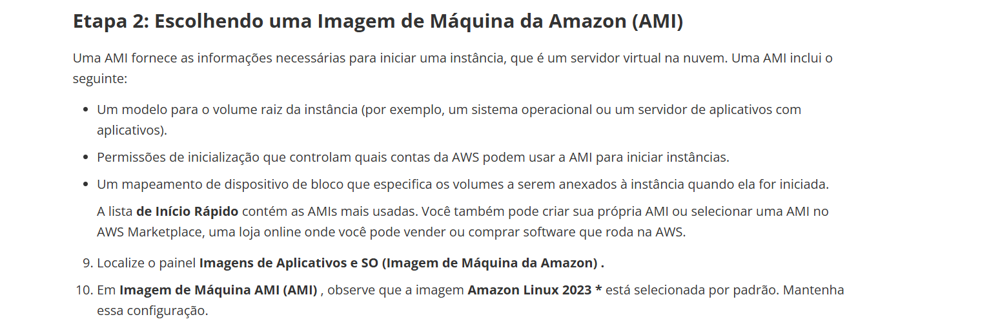 Etapa 2: Escolhendo uma Imagem de Máquina da Amazon (AMI)
Uma AMI fornece as informações necessárias para iniciar uma instância, que é um servidor virtual na nuvem. Uma AMI inclui o
seguinte:
• Um modelo para o volume raiz da instância (por exemplo, um sistema operacional ou um servidor de aplicativos com
aplicativos).
• Permissões de inicialização que controlam quais contas da AWS podem usar a AMI para iniciar instâncias.
• Um mapeamento de dispositivo de bloco que especifica os volumes a serem anexados à instância quando ela for iniciada.
A lista de Início Rápido contém as AMIs mais usadas. Você também pode criar sua própria AMI ou selecionar uma AMI no
AWS Marketplace, uma loja online onde você pode vender ou comprar software que roda na AWS.
9. Localize o painel Imagens de Aplicativos e SO (Imagem de Máquina da Amazon) .
10. Em Imagem de Máquina AMI (AMI) , observe que a imagem Amazon Linux 2023 * está selecionada por padrão. Mantenha
essa configuração.